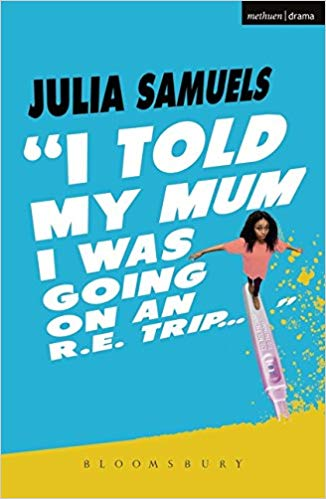 methuen | drama
JULIA SAMUELS
"I TOLD
MY MUM
I WAS
GOING
ON AN
R.E. TRIP... "
BLOOMSBURY